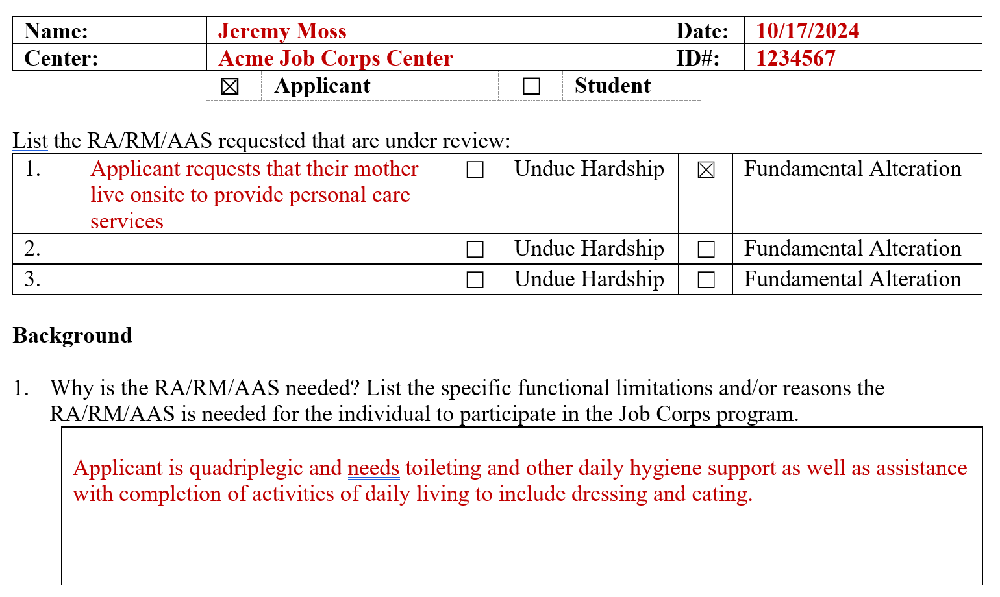 Name: Jeremy Moss Date: 10/17/2024
Center: Acme Job Corps Center ID#: 1234567
☒ Applicant ☐ Student
List the RA/RM/AAS requested that are under review:
1. Applicant requests that their mother ☐ Undue Hardship ☒ Fundamental Alteration
live onsite to provide personal care
services
2. ☐ Undue Hardship ☐ Fundamental Alteration
3. ☐ Undue Hardship ☐ Fundamental Alteration
Background
1. Why is the RA/RM/AAS needed? List the specific functional limitations and/or reasons the
RA/RM/AAS is needed for the individual to participate in the Job Corps program.
Applicant is quadriplegic and needs toileting and other daily hygiene support as well as assistance
with completion of activities of daily living to include dressing and eating.